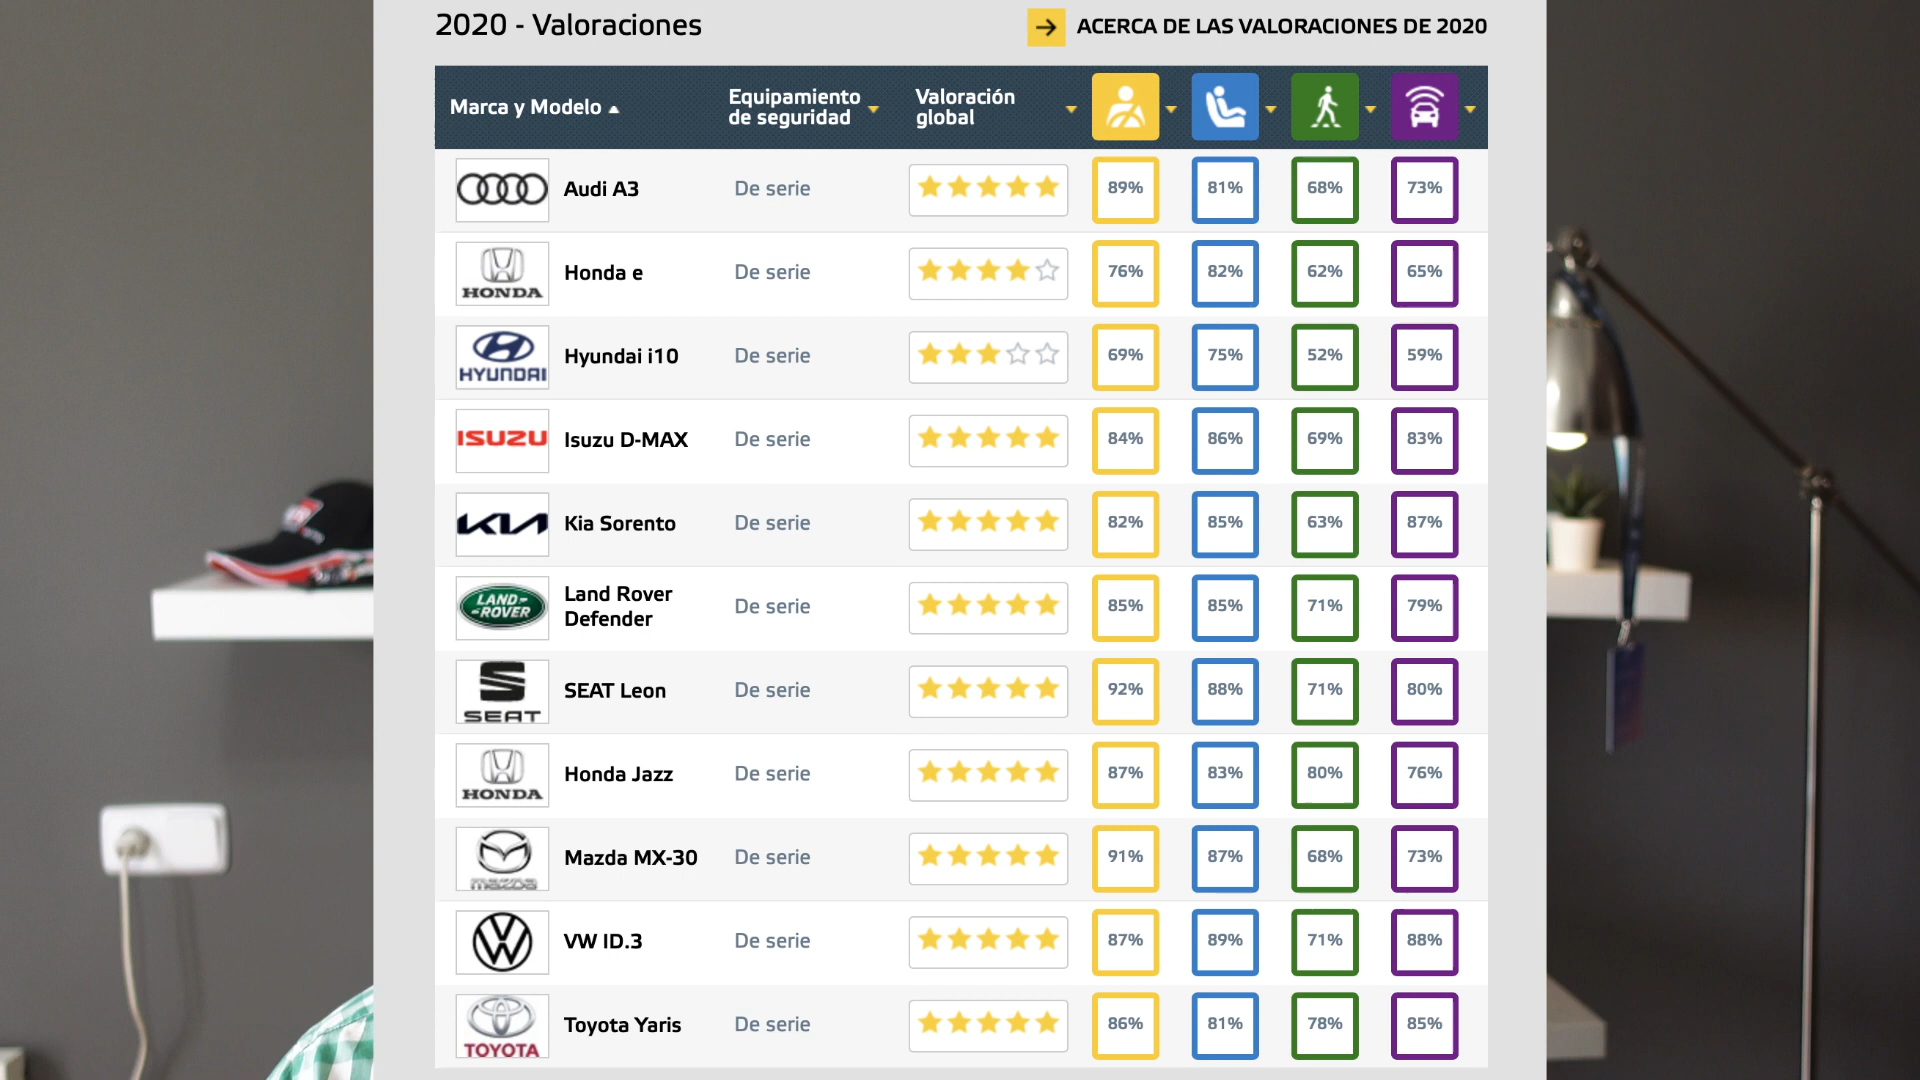 2020 - Valoraciones
ACERCA DE LAS VALORACIONES DE 2020
Marca y Modelo
Equipamiento
de seguridad
Valoración
global
Audi A3 De serie 89% 81% 68% 73%
HONDA
Honda e De serie 76% 82% 62% 65%
HYUNDAI
Hyundai i10 De serie 69% 75% 52% 59%
ISUZU
Isuzu D-MAX De serie 84% 86% 69% 83%
KIA
Kia Sorento De serie 82% 85% 63% 87%
LAND-
-ROVER
Land Rover
Defender
De serie 85% 85% 71% 79%
SEAT
SEAT Leon De serie 92% 88% 71% 80%
HONDA
Honda Jazz De serie 87% 83% 80% 76%
mazda
Mazda MX-30 De serie 91% 87% 68% 73%
VW ID.3 De serie 87% 89% 71% 88%
TOYOTA
Toyota Yaris De serie 86% 81% 78% 85%